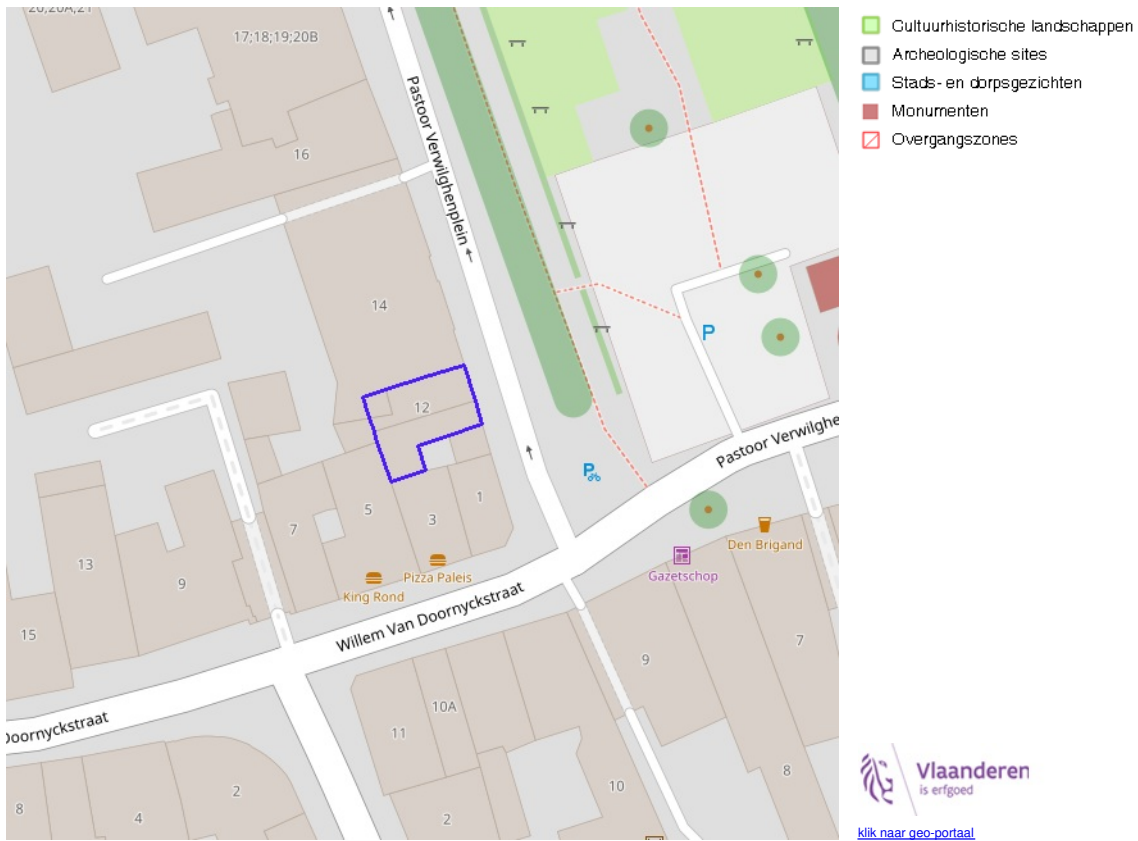 20,20A,21
17;18;19;20B
16
Pastoor Verwilghenplein
14
12
P
Pastoor Verwilghe
P
1
3
5
7
9
13
15
Pizza Paleis
King Rond
Den Brigand
Gazetschop
Willem Van Doornyckstraat
Doornyckstraat
9
7
8
10A
11
10
2
2
4
8
Cultuurhistorische landschappen
Archeologische sites
Stads- en dorpsgezichten
Monumenten
Overgangszones
Vlaanderen
is erfgoed
klik naar geo-portaal